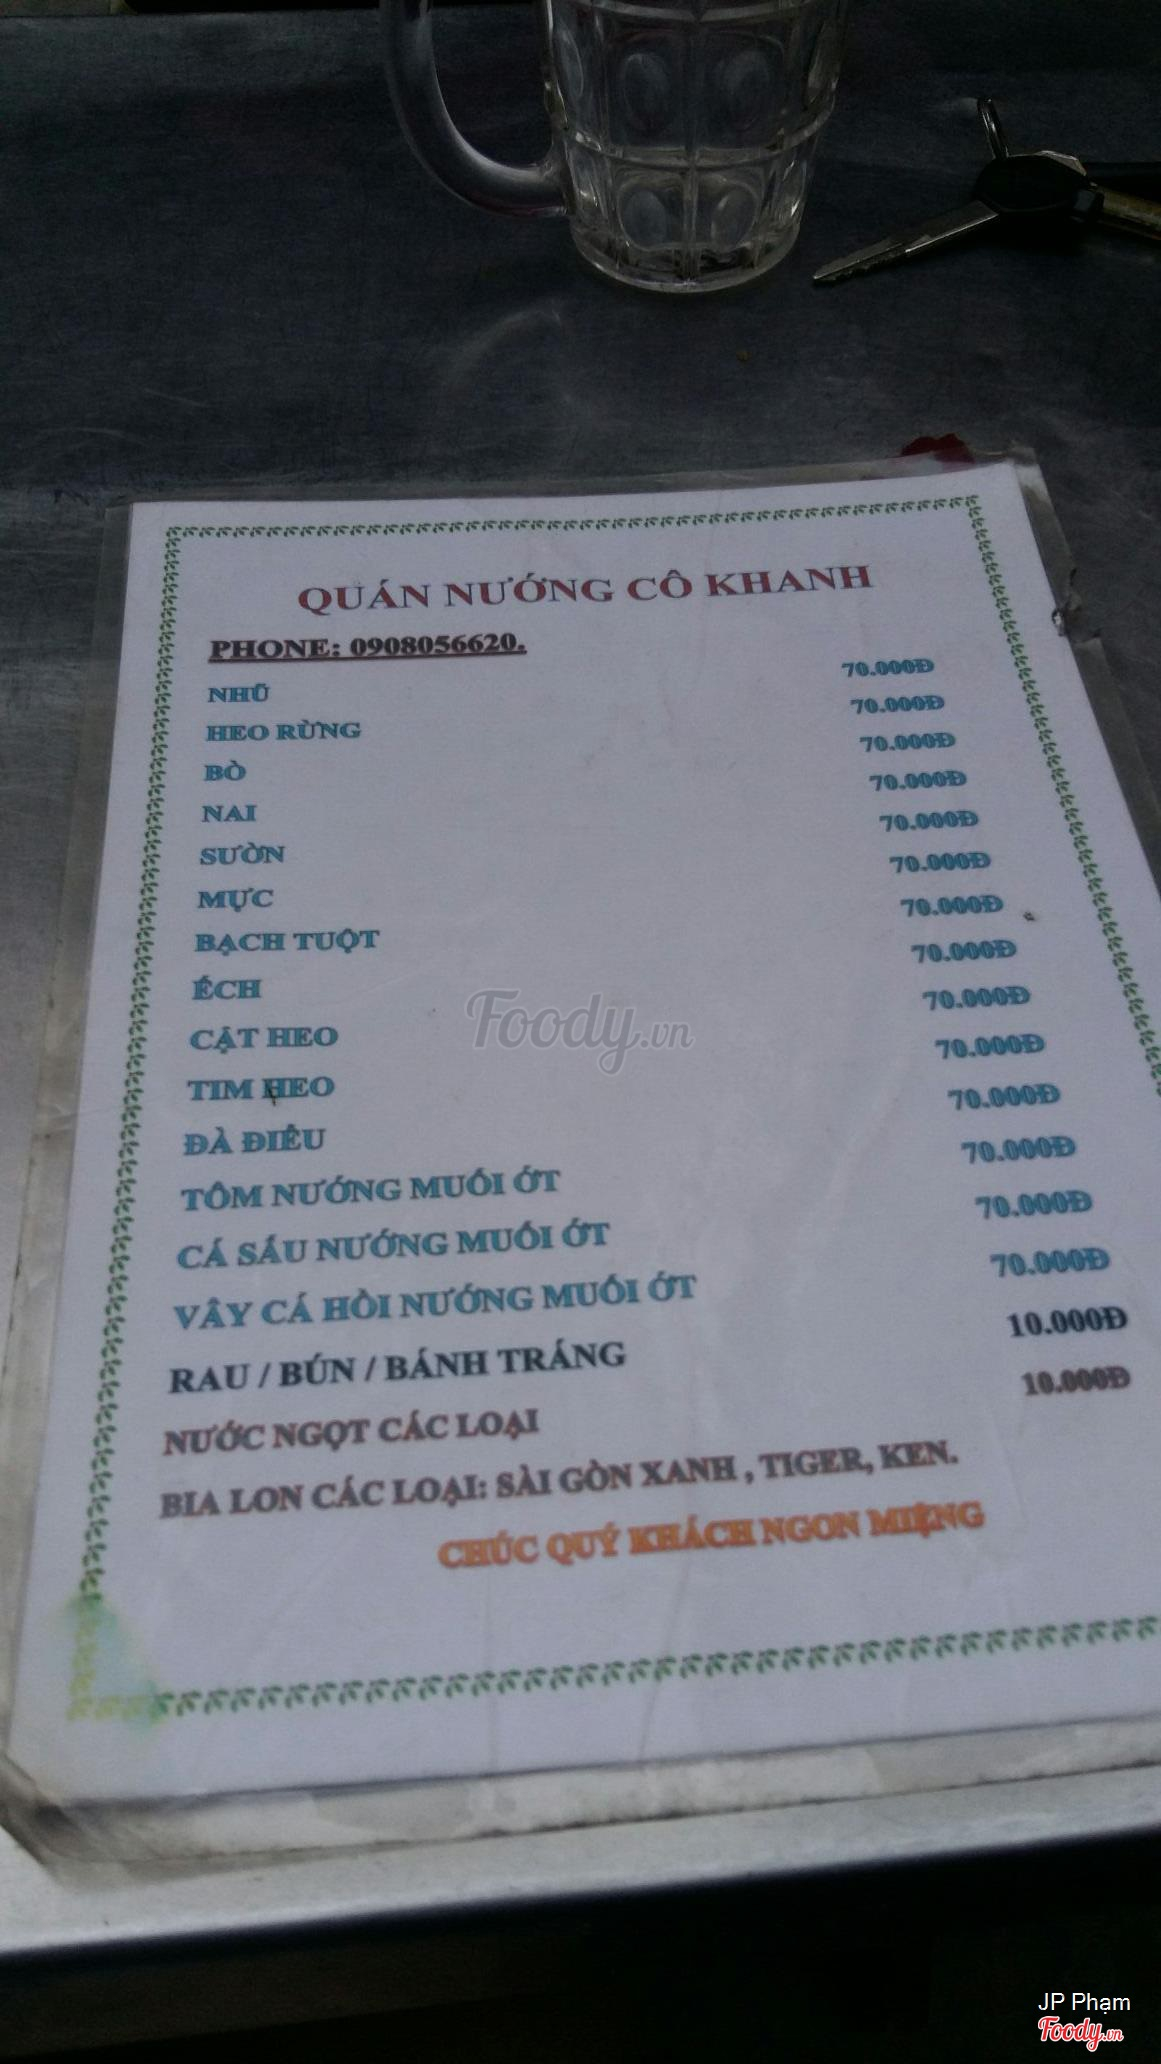 QUÁN NƯỚNG CÔ KHANH
PHONE: 0908056620.
NHŨ 70.000Đ
HEO RỪNG 70.000Đ
BÒ 70.000Đ
NAI 70.000Đ
SƯỜN 70.000Đ
MỰC 70.000Đ
BẠCH TUỘT 70.000Đ
ẾCH 70.000Đ
CẬT HEO 70.000Đ
TIM HEO 70.000Đ
ĐÀ ĐIỂU 70.000Đ
TÔM NƯỚNG MUỐI ỚT 70.000Đ
CÁ SẤU NƯỚNG MUỐI ỚT 70.000Đ
VÂY CÁ HỒI NƯỚNG MUỐI ỚT 70.000Đ
RAU / BÚN / BÁNH TRÁNG 10.000Đ
NƯỚC NGỌT CÁC LOẠI 10.000Đ
BIA LON CÁC LOẠI: SÀI GÒN XANH , TIGER, KEN.
CHÚC QUÝ KHÁCH NGON MIỆNG
Foody.vn
JP Phạm
Foody.vn